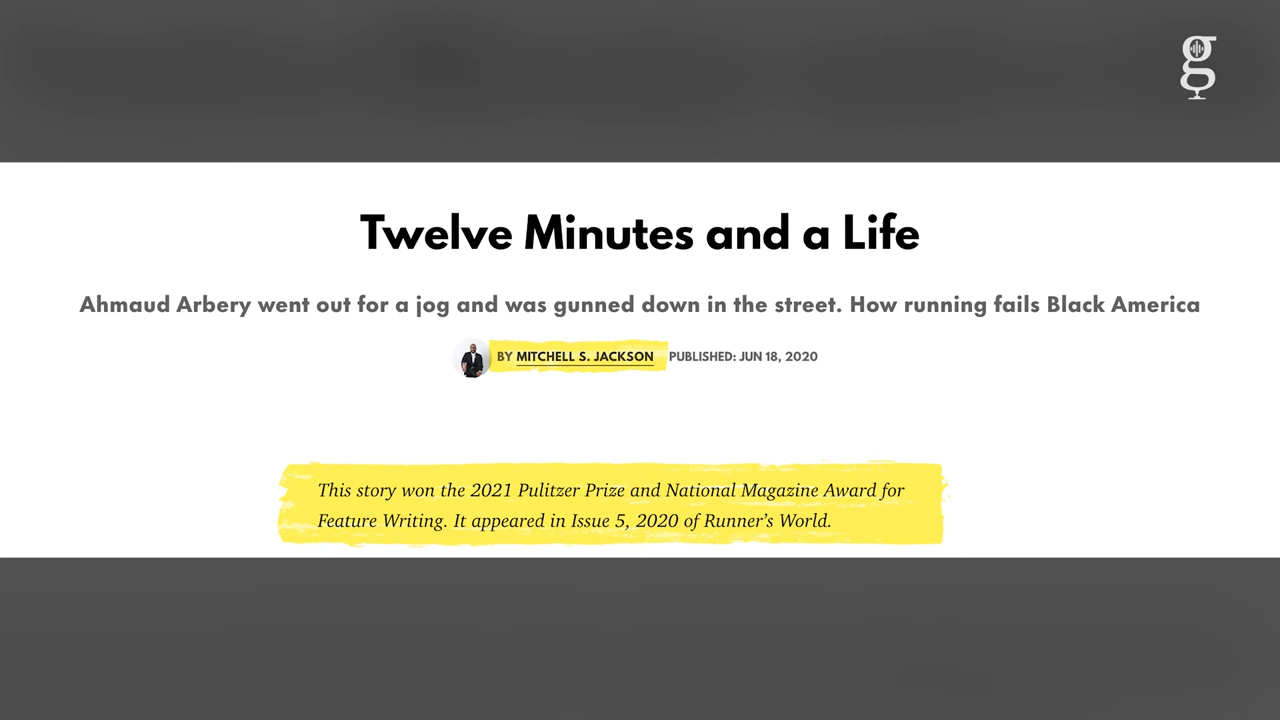 g
Twelve Minutes and a Life
Ahmaud Arbery went out for a jog and was gunned down in the street. How running fails Black America
BY MITCHELL S. JACKSON PUBLISHED: JUN 18, 2020
This story won the 2021 Pulitzer Prize and National Magazine Award for
Feature Writing. It appeared in Issue 5, 2020 of Runner’s World.